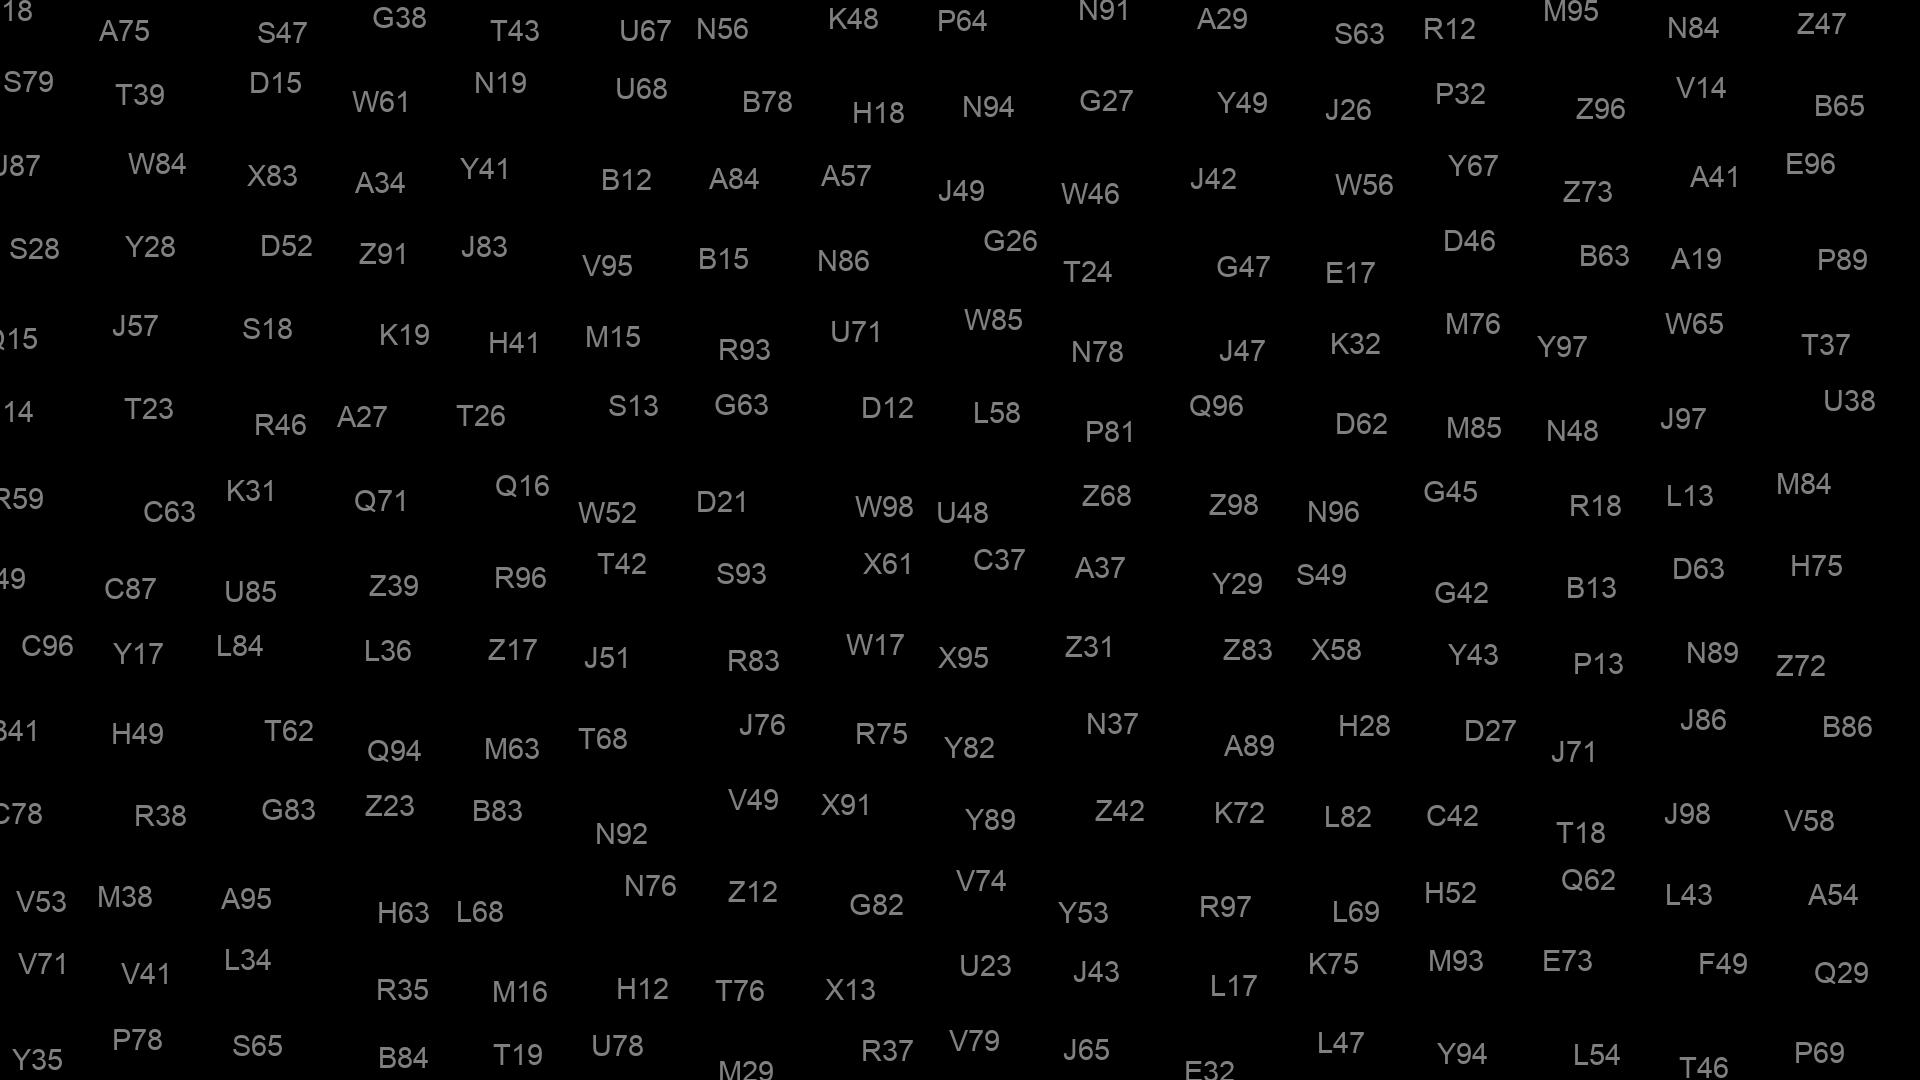 18 A75 S47 G38 T43 U67 N56 K48 P64 N91 A29 S63 R12 M95 N84 Z47
S79 T39 D15 W61 N19 U68 B78 H18 N94 G27 Y49 J26 P32 Z96 V14 B65
J87 W84 X83 A34 Y41 B12 A84 A57 J49 W46 J42 W56 Y67 Z73 A41 E96
S28 Y28 D52 Z91 J83 V95 B15 N86 G26 T24 G47 E17 D46 B63 A19 P89
Q15 J57 S18 K19 H41 M15 R93 U71 W85 N78 J47 K32 M76 Y97 W65 T37
14 T23 R46 A27 T26 S13 G63 D12 L58 P81 Q96 D62 M85 N48 J97 U38
R59 C63 K31 Q71 Q16 W52 D21 W98 U48 Z68 Z98 N96 G45 R18 L13 M84
49 C87 U85 Z39 R96 T42 S93 X61 C37 A37 Y29 S49 G42 B13 D63 H75
C96 Y17 L84 L36 Z17 J51 R83 W17 X95 Z31 Z83 X58 Y43 P13 N89 Z72
B41 H49 T62 Q94 M63 T68 J76 R75 Y82 N37 A89 H28 D27 J71 J86 B86
C78 R38 G83 Z23 B83 N92 V49 X91 Y89 Z42 K72 L82 C42 T18 J98 V58
V53 M38 A95 H63 L68 N76 Z12 G82 V74 Y53 R97 L69 H52 Q62 L43 A54
V71 V41 L34 R35 M16 H12 T76 X13 U23 J43 L17 K75 M93 E73 F49 Q29
Y35 P78 S65 B84 T19 U78 M29 R37 V79 J65 E32 L47 Y94 L54 T46 P69